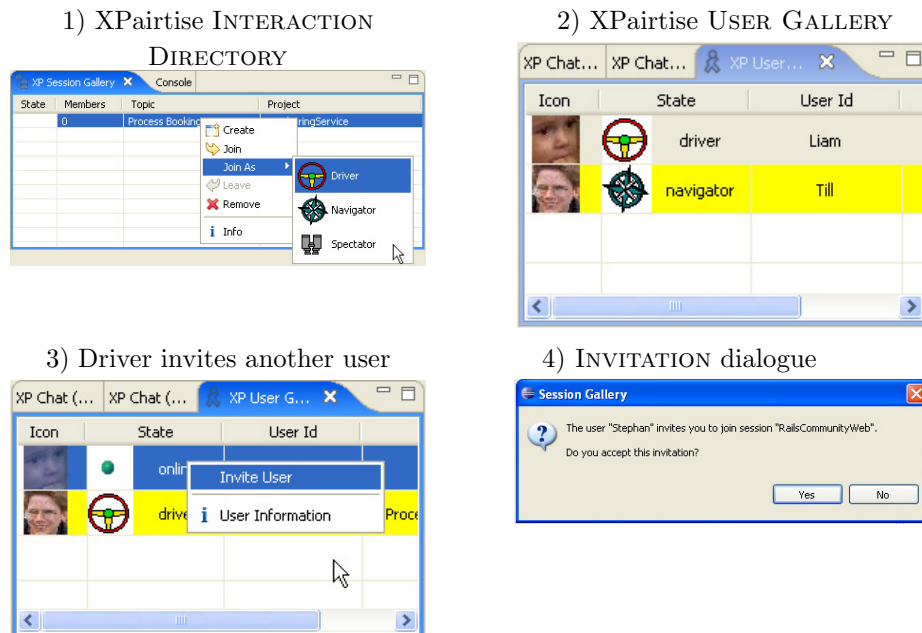 1) XPairtise INTERACTION
DIRECTORY
XP Session Gallery Console
State Members Topic Project
0 Process Booking
Create
Join
Join As
Leave
Remove
Info
Driver
Navigator
Spectator
2) XPairtise USER GALLERY
XP Chat... XP Chat... XP User...
Icon State User Id
driver Liam
navigator Till
3) Driver invites another user
XP Chat (... XP Chat (... XP User G...
Icon State User Id
Invite User
User Information
4) INVITATION dialogue
Session Gallery
The user "Stephan" invites you to join session "RailsCommunityWeb".
Do you accept this invitation?
Yes No